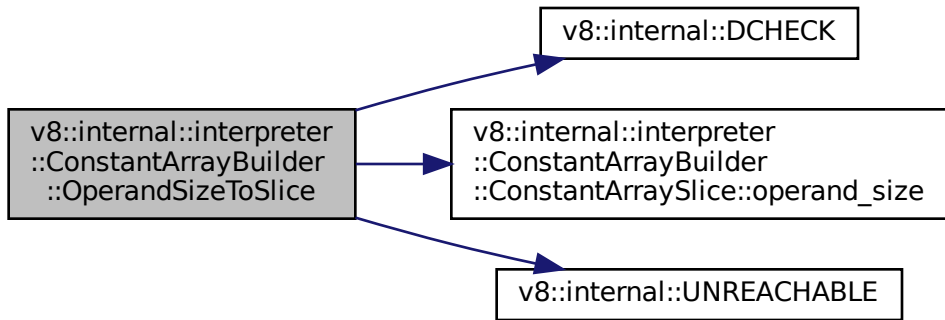 v8::internal::DCHECK
v8::internal::interpreter
::ConstantArrayBuilder
::OperandSizeToSlice
v8::internal::interpreter
::ConstantArrayBuilder
::ConstantArraySlice::operand_size
v8::internal::UNREACHABLE